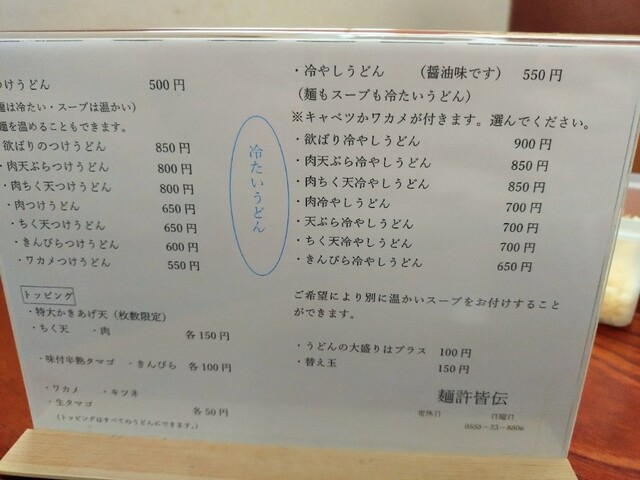 つけうどん 500円
麺は冷たい・スープは温かい)
麺を温めることもできます。
欲ばりのつけうどん 850円
・肉天ぷらつけうどん 800円
・肉ちく天つけうどん 800円
・肉つけうどん 650円
・ちく天つけうどん 650円
・きんぴらつけうどん 600円
・ワカメつけうどん 550円
トッピング
・特大かきあげ天(枚数限定)
・ちく天 ・肉 各150円
・味付半熟タマゴ ・きんぴら 各100円
・ワカメ ・キツネ
・生タマゴ 各50円
(トッピングはすべてのうどんにできます。)
冷たいうどん
・冷やしうどん (醤油味です) 550円
(麺もスープも冷たいうどん)
※キャベツかワカメが付きます。選んでください。
・欲ばり冷やしうどん 900円
・肉天ぷら冷やしうどん 850円
・肉ちく天冷やしうどん 850円
・肉冷やしうどん 700円
・天ぷら冷やしうどん 700円
・ちく天冷やしうどん 700円
・きんぴら冷やしうどん 650円
ご希望により別に温かいスープをお付けすること
ができます。
・うどんの大盛りはプラス 100円
・替え玉 150円
麺許皆伝
定休日 日曜日
0555-23-8806